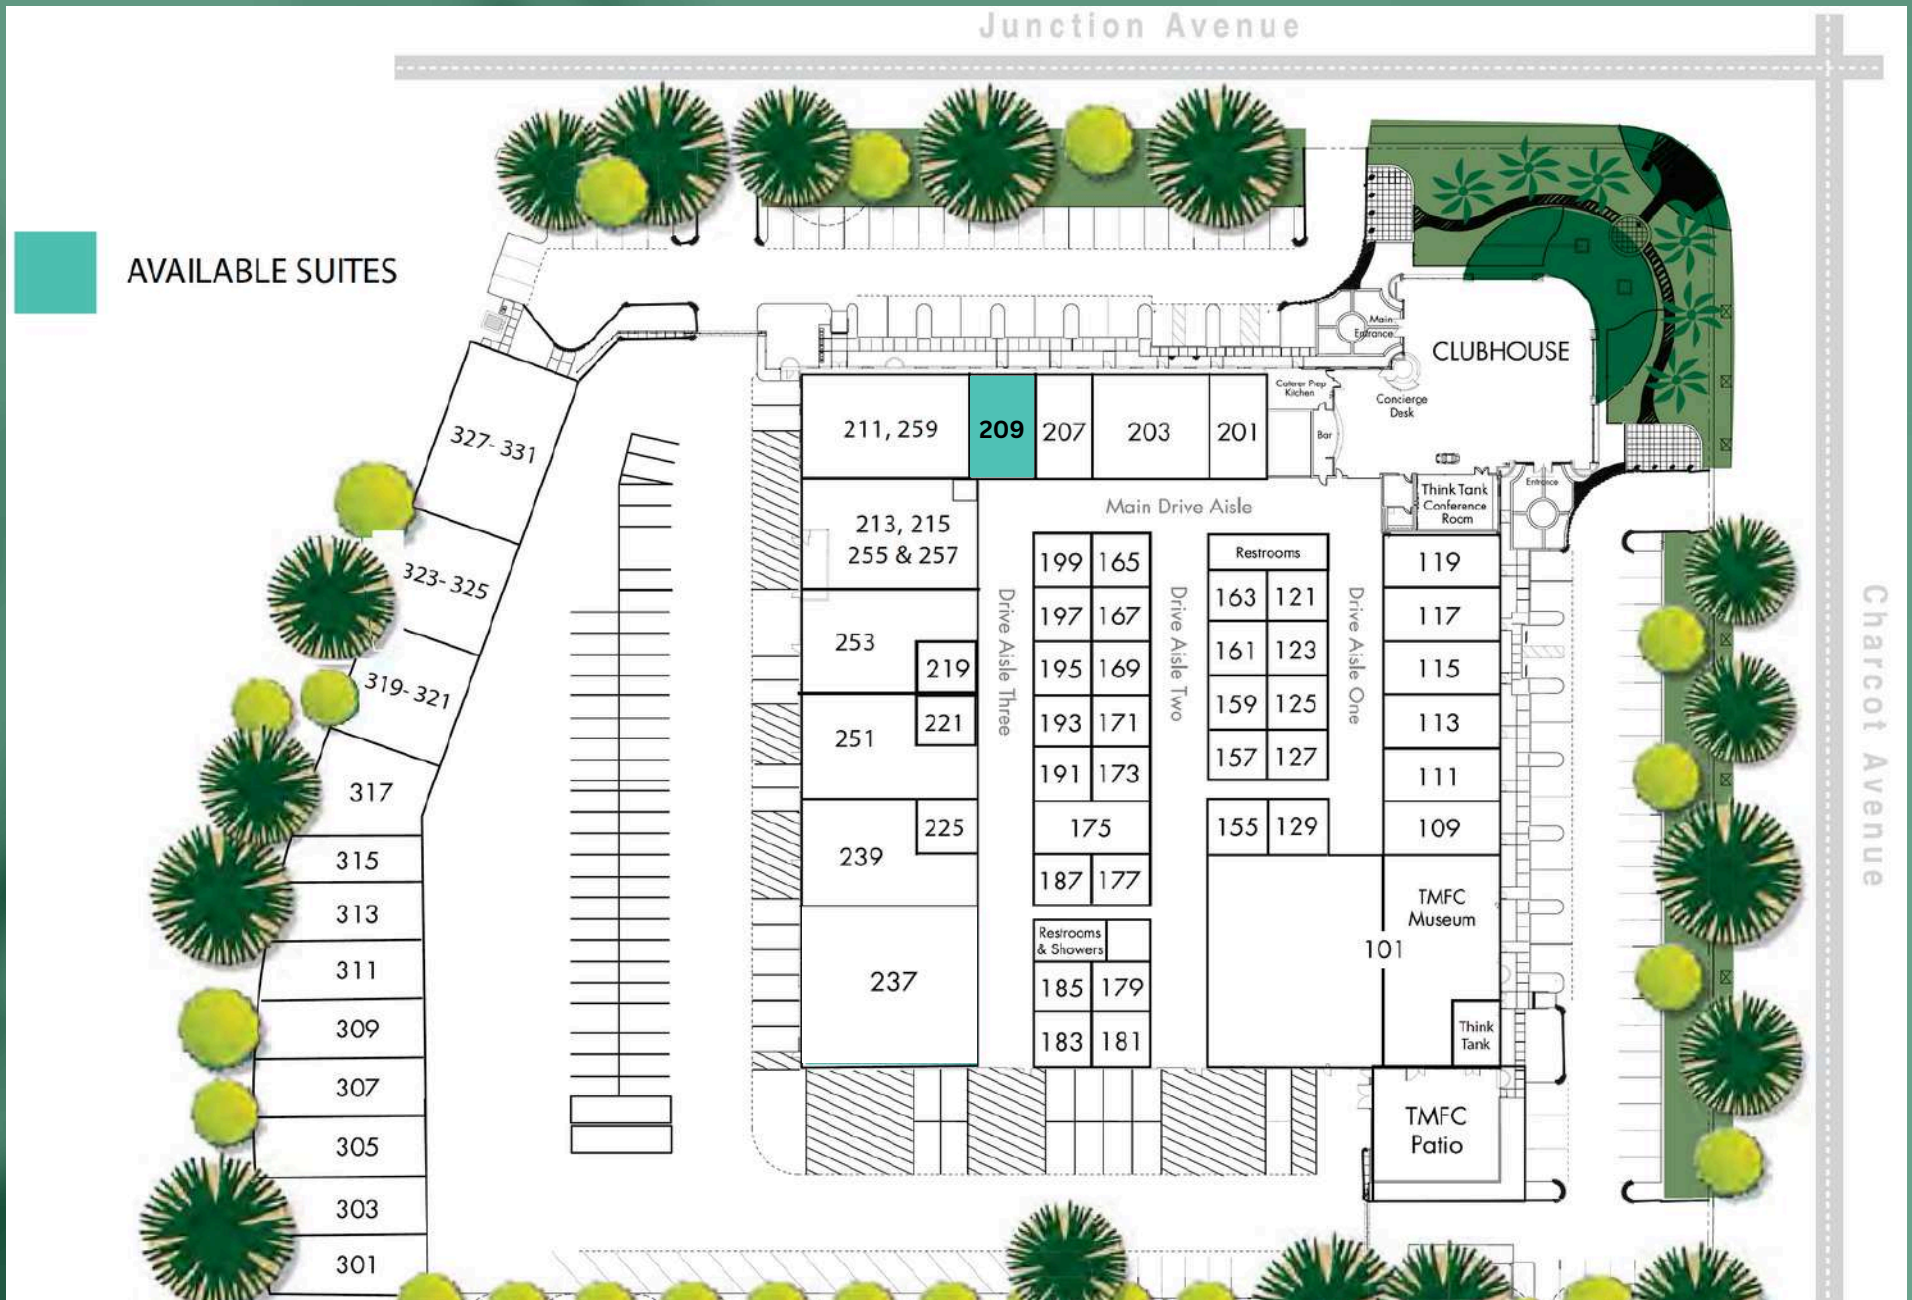 Junction Avenue
AVAILABLE SUITES
Main
Entrance
CLUBHOUSE
Caterer Prep
Kitchen
Concierge
Desk
Bar
211, 259
209
207
203
201
327-331
Main Drive Aisle
Think Tank
Conference
Room
Entrance
213, 215
255 & 257
323-325
199 165
Restrooms
119
163 121
197 167
117
Drive Aisle Three
Drive Aisle Two
Drive Aisle One
Charcot Avenue
253
219
161 123
195 169
115
319-321
159 125
193 171
113
251
221
157 127
191 173
111
317
225
175
155 129
109
239
315
187 177
TMFC
Museum
313
Restrooms
& Showers
101
311
237
185 179
309
183 181
Think
Tank
307
TMFC
Patio
305
303
301